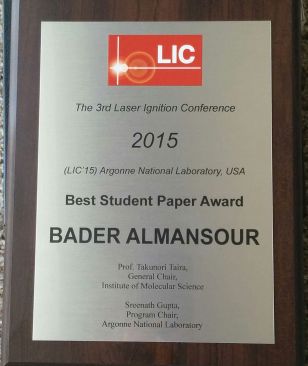 LIC
The 3rd Laser Ignition Conference
2015
(LIC'15) Argonne National Laboratory, USA
Best Student Paper Award
BADER ALMANSOUR
Prof. Takunori Taira,
General Chair,
Institute of Molecular Science
Sreenath Gupta,
Program Chair,
Argonne National Laboratory